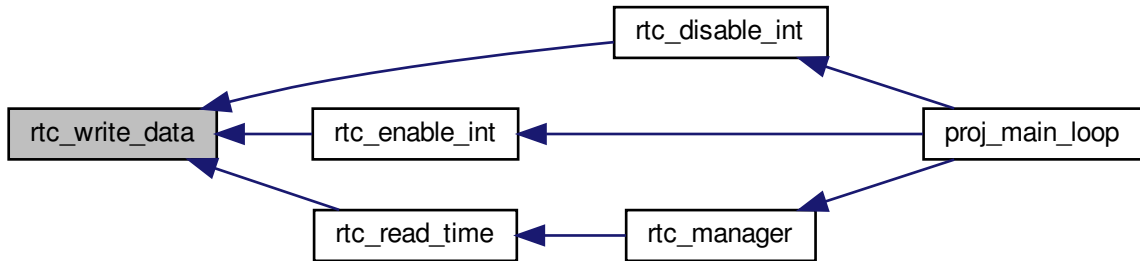 rtc_disable_int
rtc_write_data
rtc_enable_int
proj_main_loop
rtc_read_time
rtc_manager